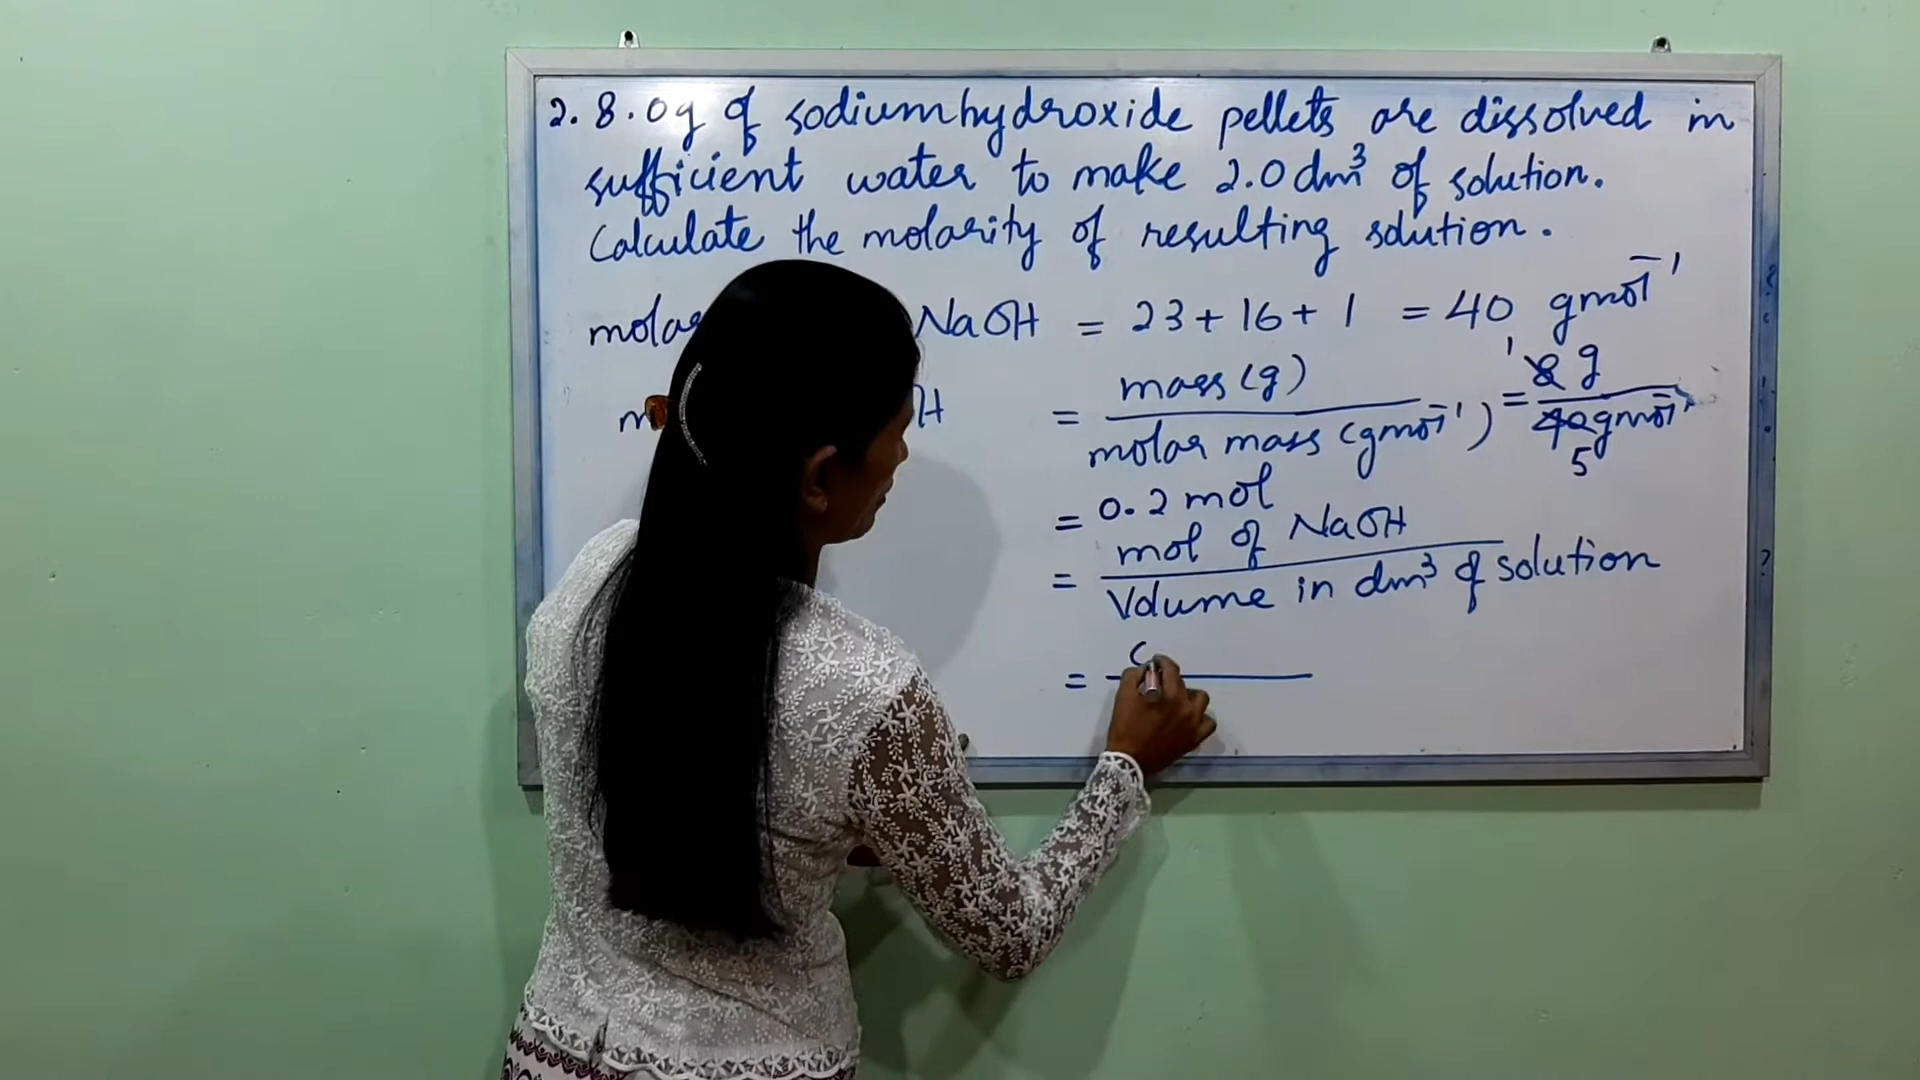 2. 8.0g of sodiumhydroxide pellets are dissolved in
sufficient water to make 2.0 dm³ of solution.
Calculate the molarity of resulting solution.
molar NaOH = 23 + 16 + 1 = 40 gmol⁻¹
= mass (g) / molar mass (gmol⁻¹) = 8 g / 40 gmol⁻¹
1
5
= 0.2 mol
= mol of NaOH / Volume in dm³ of solution
=